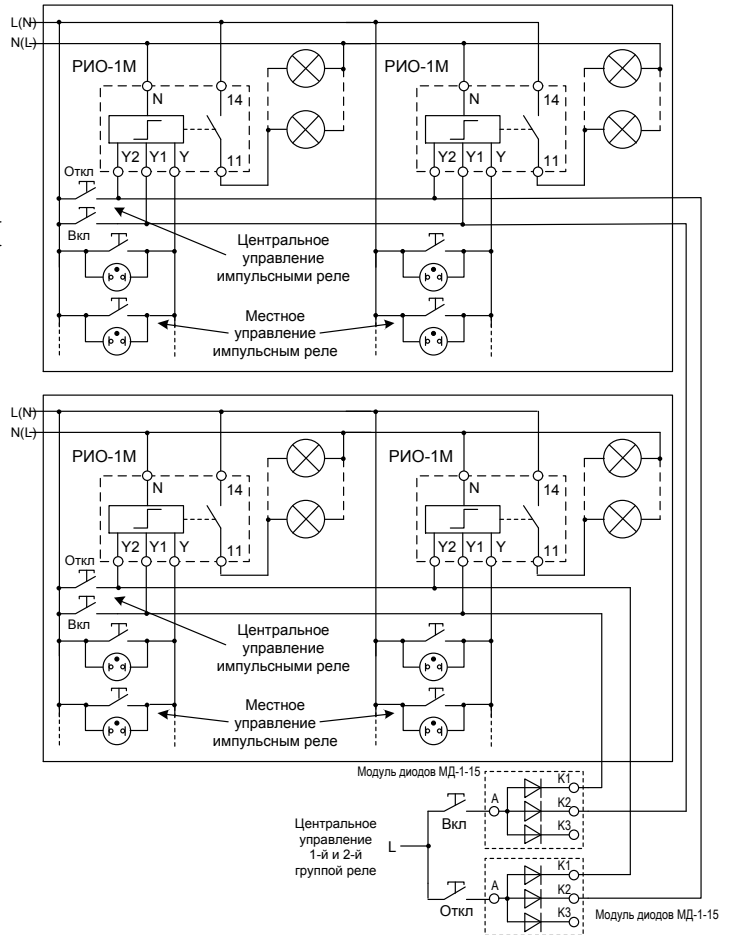 L(N)
N(L)
РИО-1М
РИО-1М
N
14
N
14
Y2 Y1 Y
11
Y2 Y1 Y
11
Откл
Вкл
Центральное
управление
импульсными реле
Местное
управление
импульсным реле
L(N)
N(L)
РИО-1М
РИО-1М
N
14
N
14
Y2 Y1 Y
11
Y2 Y1 Y
11
Откл
Вкл
Центральное
управление
импульсными реле
Местное
управление
импульсным реле
Модуль диодов МД-1-15
A
K1
K2
K3
Вкл
Центральное
управление
1-й и 2-й
группой реле
L
A
K1
K2
K3
Откл
Модуль диодов МД-1-15